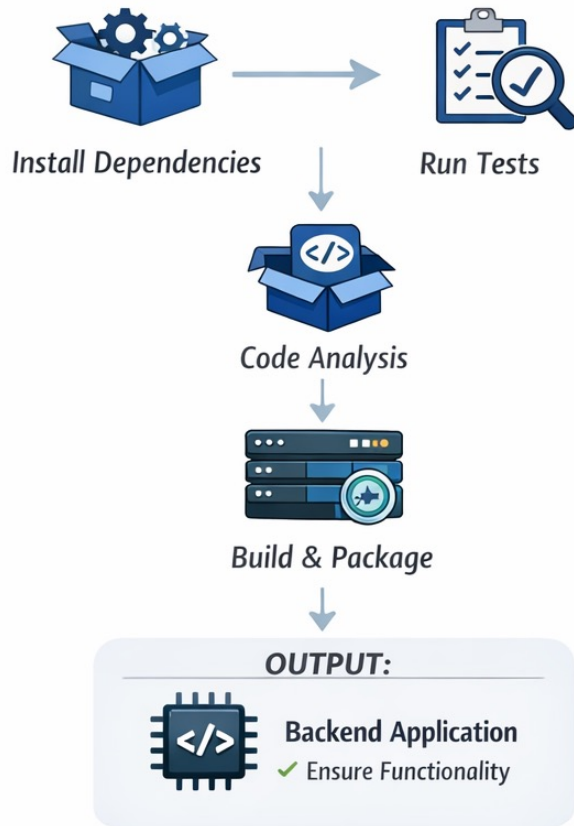 Install Dependencies
Run Tests
</>
Code Analysis
Build & Package
OUTPUT:
</>
Backend Application
✓ Ensure Functionality